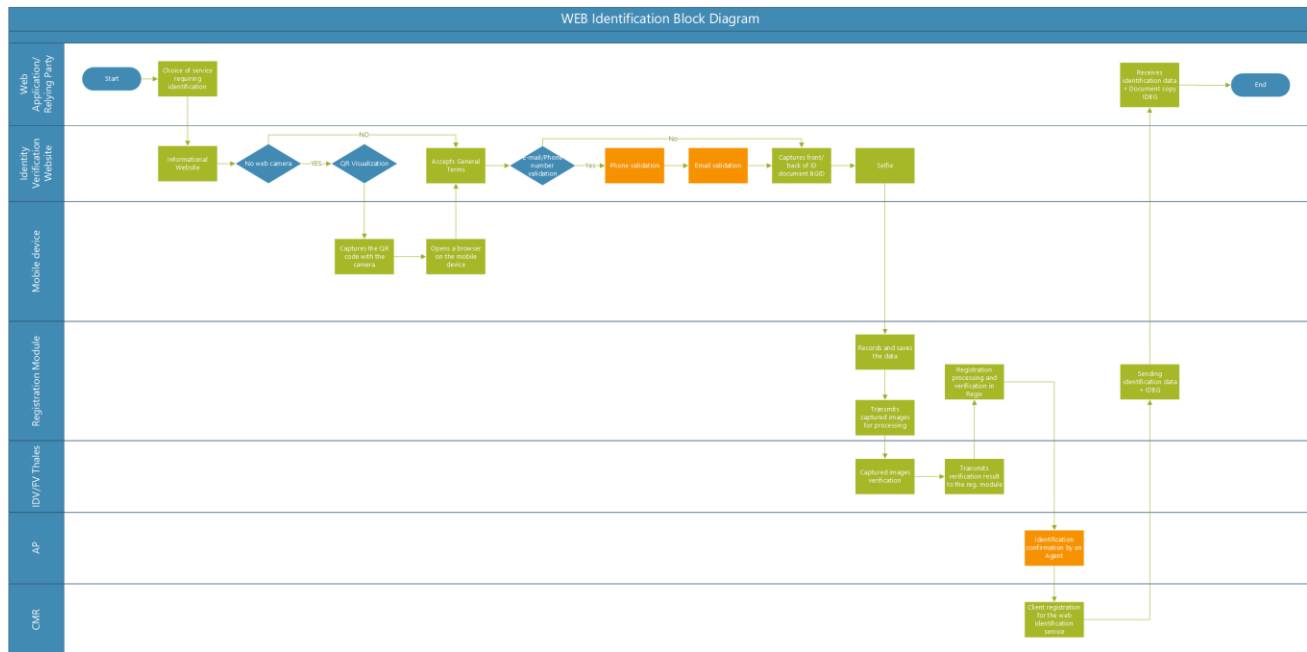 WEB Identification Block Diagram
Web
Application/
Relying Party
Start
Choice of service
requiring
identification
Receives
identification data
+ Document copy
IDBG
End
Identity
Verification
Website
Informational
Website
No web camera
YES
QR Visualization
NO
Accepts General
Terms
E-mail/Phone
number
validation
Yes
No
Phone validation
Email validation
Captures front/
back of ID
document BGID
Selfie
Mobile device
Captures the QR
code with the
camera
Opens a browser
on the mobile
device
Registration Module
Records and saves
the data
Transmits
captured images
for processing
Registration
processing and
verification in
Regix
Sending
identification data
+ IDBG
IDV/FV Thales
Captured images
verification
Transmits
verification result
to the reg. module
AP
Identification
confirmation by an
Agent
CMR
Client registration
for the web
identification
service